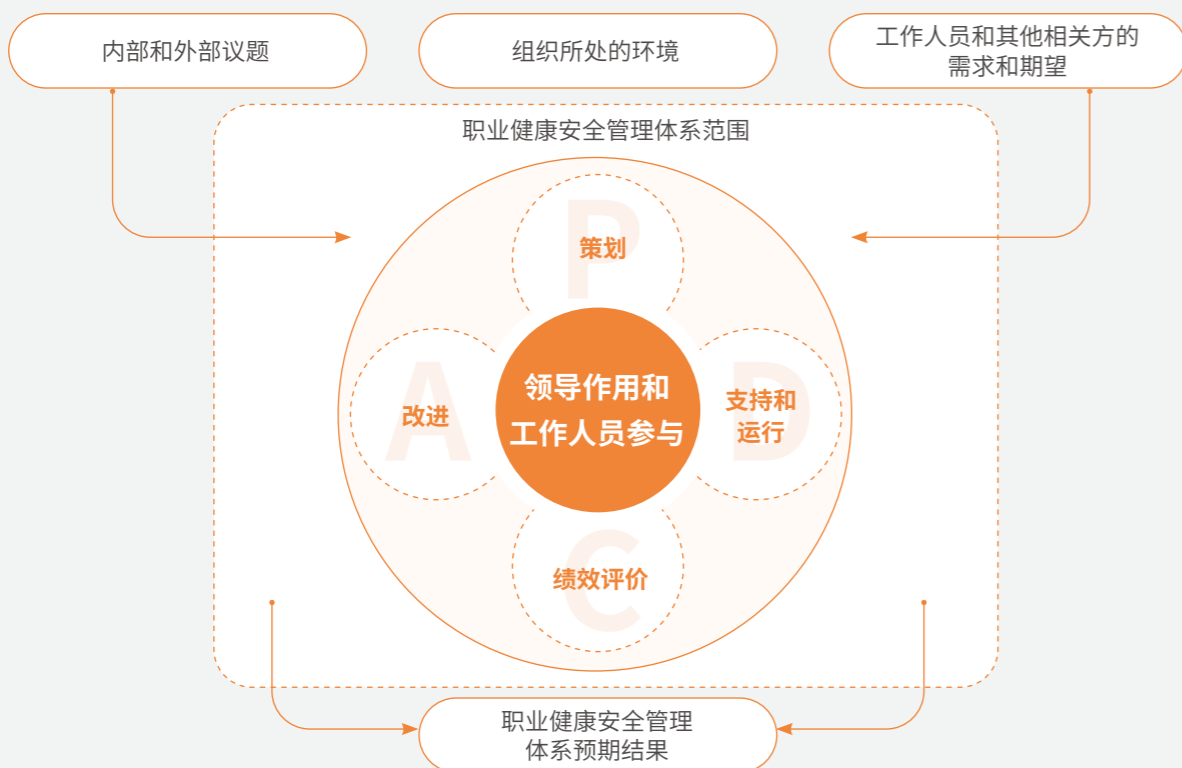 内部和外部议题
组织所处的环境
工作人员和其他相关方的
需求和期望
职业健康安全管理体系范围
P
策划
A
改进
领导作用和
工作人员参与
D
支持和
运行
C
绩效评价
职业健康安全管理
体系预期结果